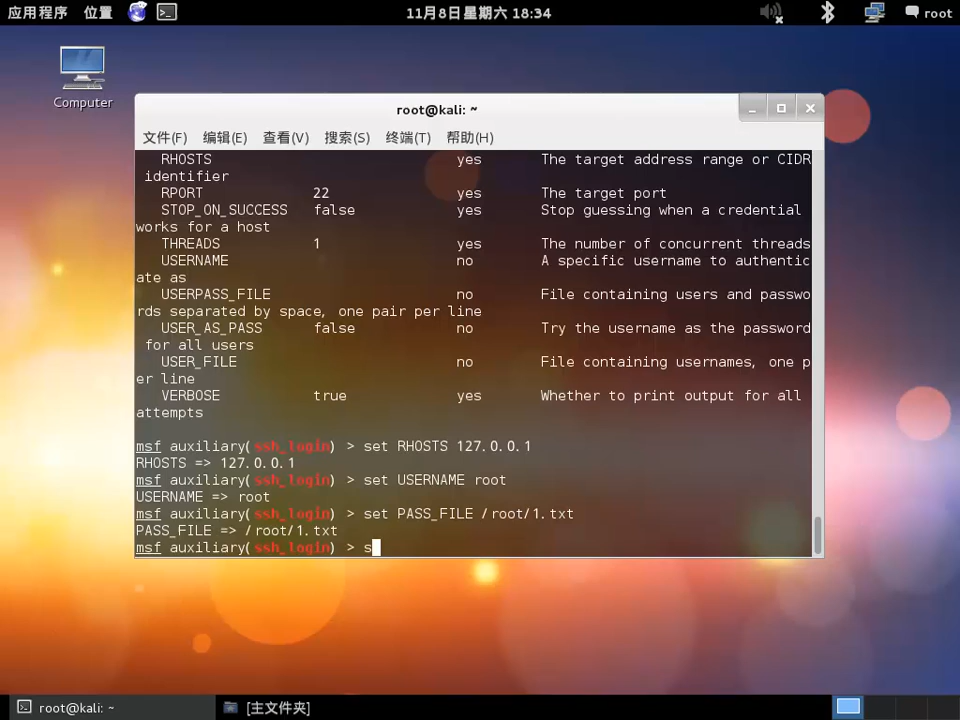 应用程序 位置 11月8日星期六 18:34 root
Computer
root@kali: ~
文件(F) 编辑(E) 查看(V) 搜索(S) 终端(T) 帮助(H)
RHOSTS yes The target address range or CIDR
identifier
RPORT 22 yes The target port
STOP_ON_SUCCESS false yes Stop guessing when a credential
works for a host
THREADS 1 yes The number of concurrent threads
USERNAME no A specific username to authentic
ate as
USERPASS_FILE no File containing users and passwo
rds separated by space, one pair per line
USER_AS_PASS false no Try the username as the password
for all users
USER_FILE no File containing usernames, one p
er line
VERBOSE true yes Whether to print output for all
attempts
msf auxiliary(ssh_login) > set RHOSTS 127.0.0.1
RHOSTS => 127.0.0.1
msf auxiliary(ssh_login) > set USERNAME root
USERNAME => root
msf auxiliary(ssh_login) > set PASS_FILE /root/1.txt
PASS_FILE => /root/1.txt
msf auxiliary(ssh_login) > s
root@kali: ~ [主文件夹]